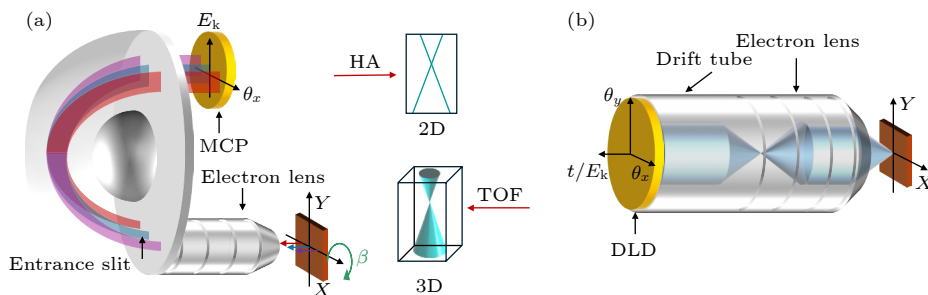 (a)
E_k
θ_x
MCP
HA
2D
Electron lens
Y
TOF
β
X
Entrance slit
3D
(b)
Electron lens
Drift tube
θ_y
Y
t/E_k
θ_x
X
DLD